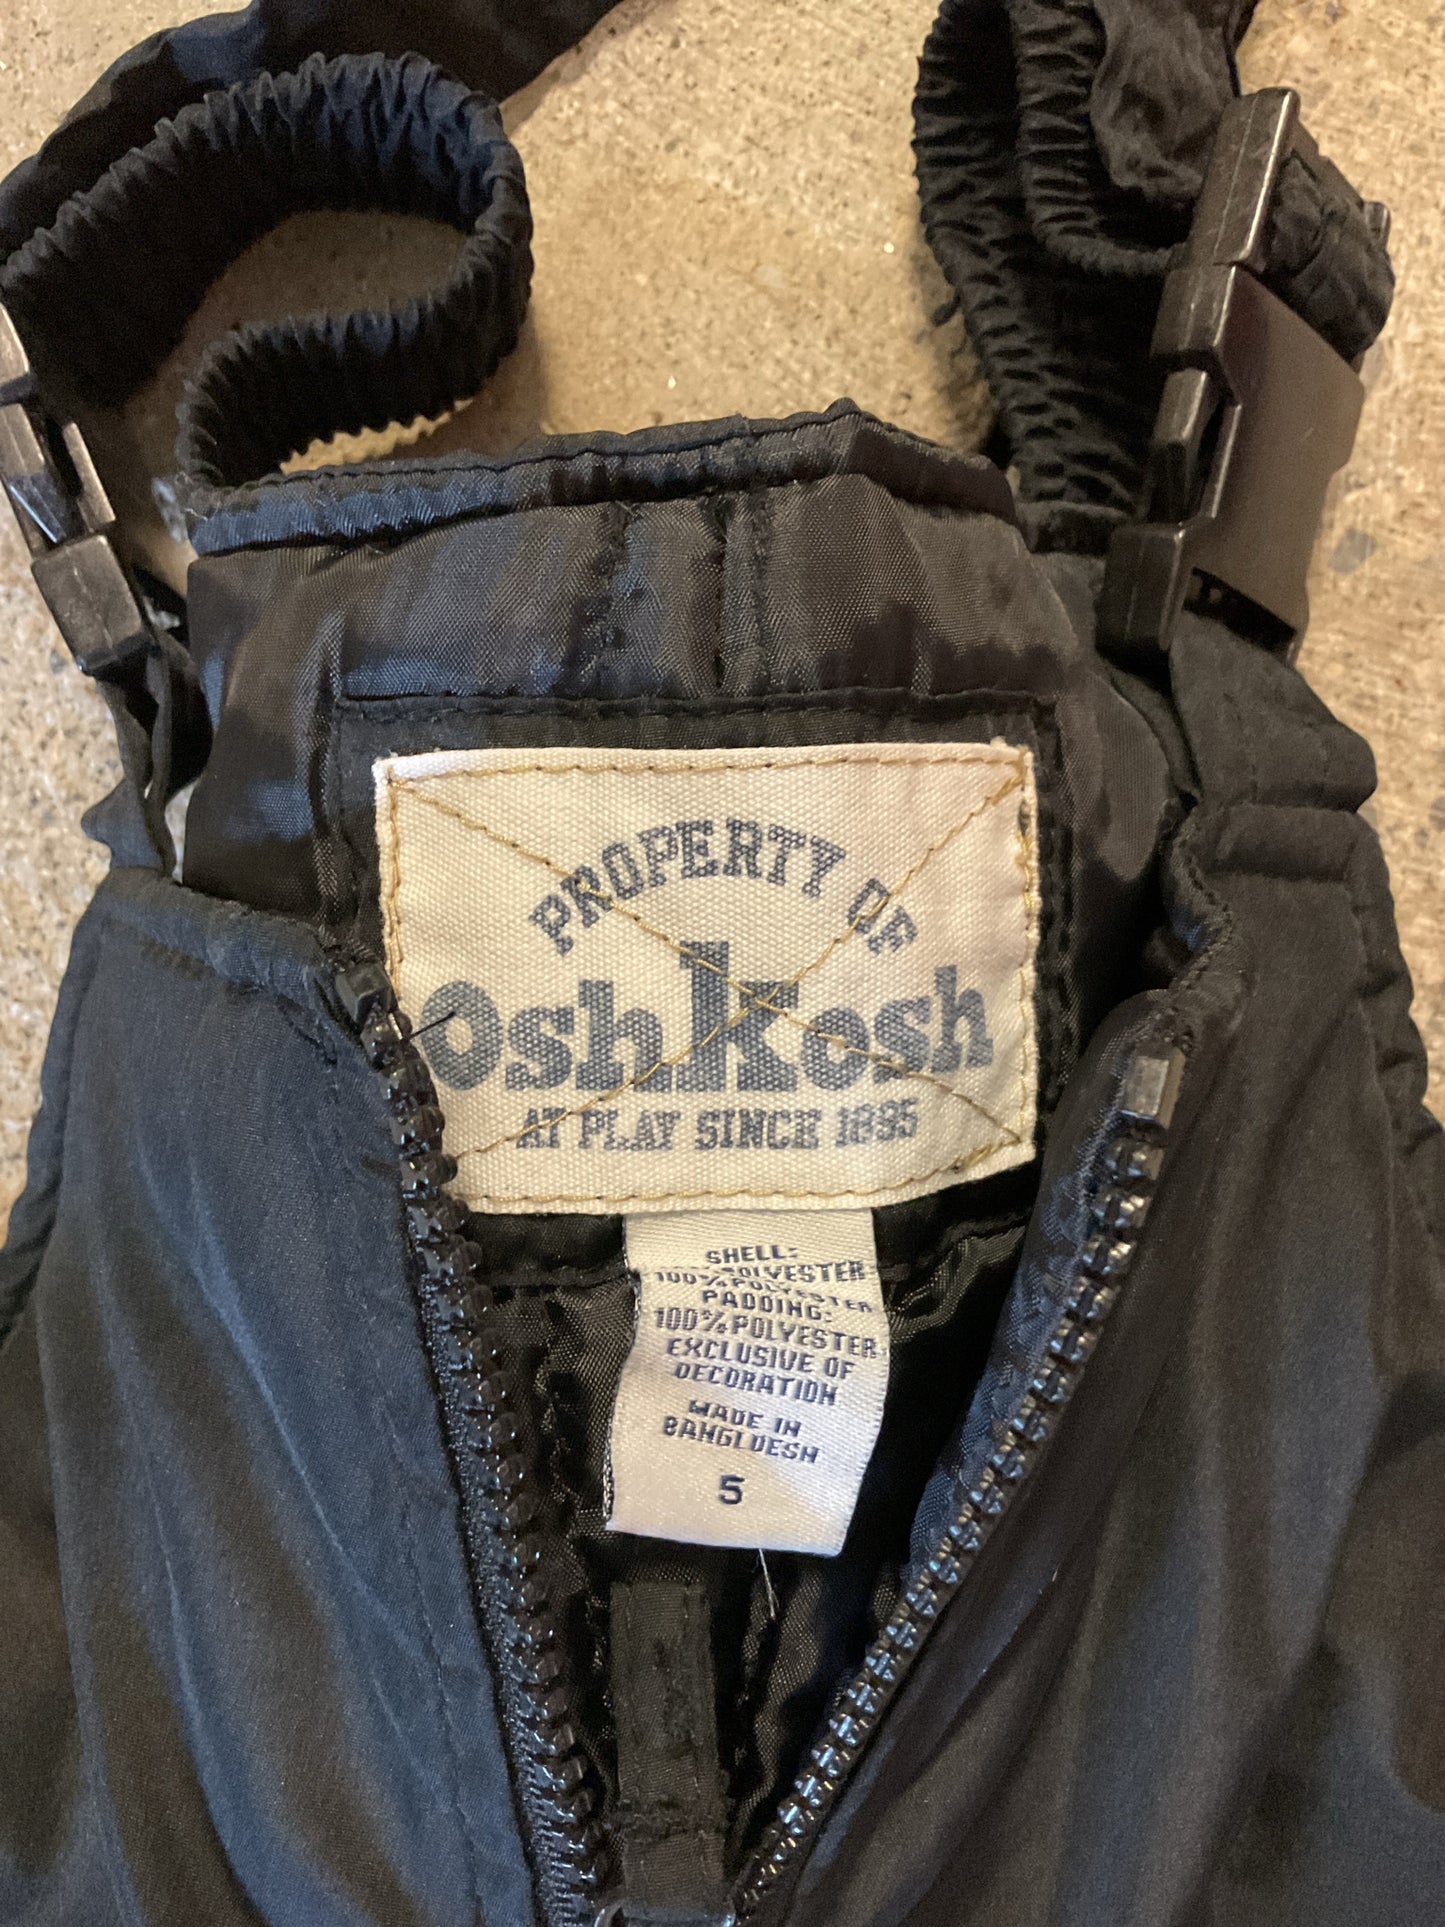 PROPERTY OF
OshKosh
AT PLAY SINCE 1895
SHELL:
100% POLYESTER
PADDING:
100% POLYESTER
EXCLUSIVE OF
DECORATION
MADE IN
BANGLDESH
5